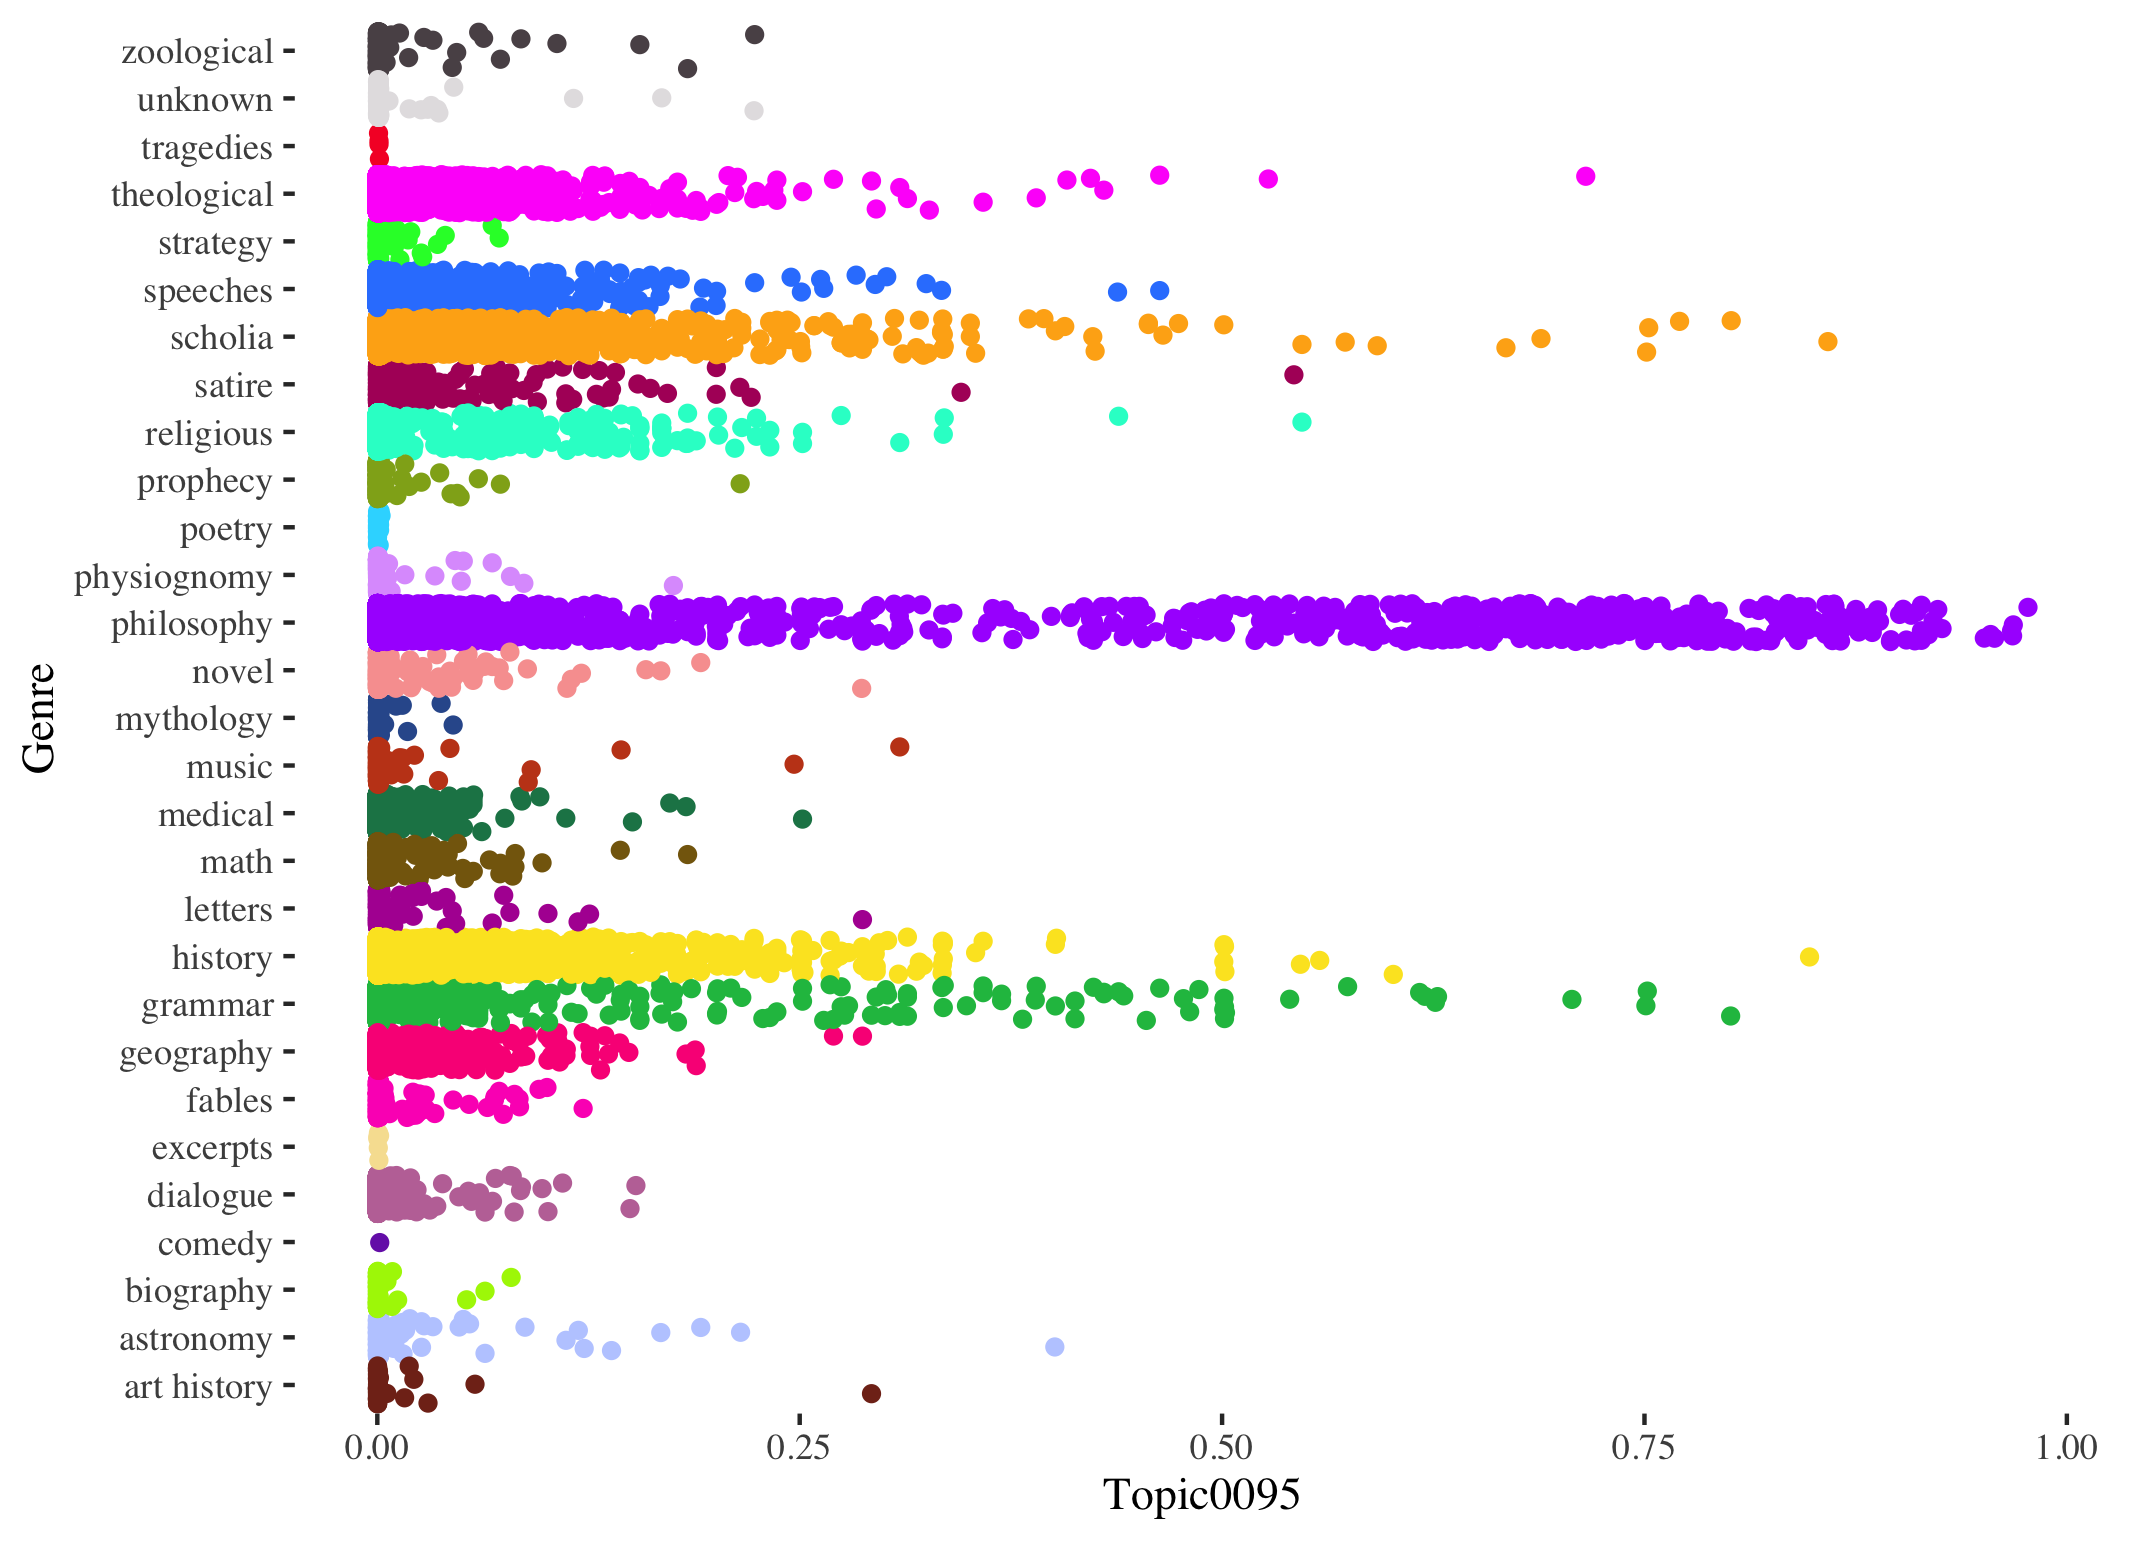 zoological
unknown
tragedies
theological
strategy
speeches
scholia
satire
religious
prophecy
poetry
physiognomy
philosophy
novel
mythology
music
medical
math
letters
history
grammar
geography
fables
excerpts
dialogue
comedy
biography
astronomy
art history
Genre
0.00 0.25 0.50 0.75 1.00
Topic0095